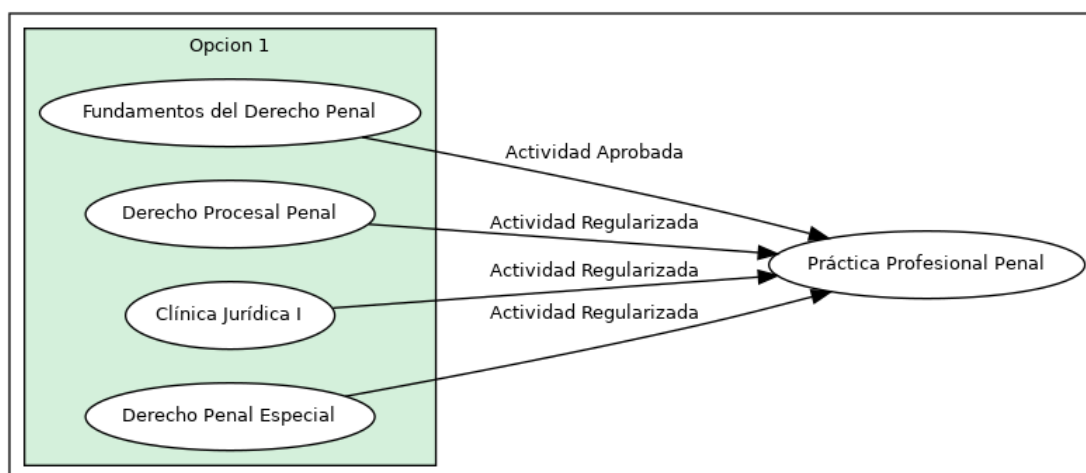 Opcion 1
Fundamentos del Derecho Penal
Actividad Aprobada
Derecho Procesal Penal
Actividad Regularizada
Práctica Profesional Penal
Actividad Regularizada
Clínica Jurídica I
Actividad Regularizada
Derecho Penal Especial